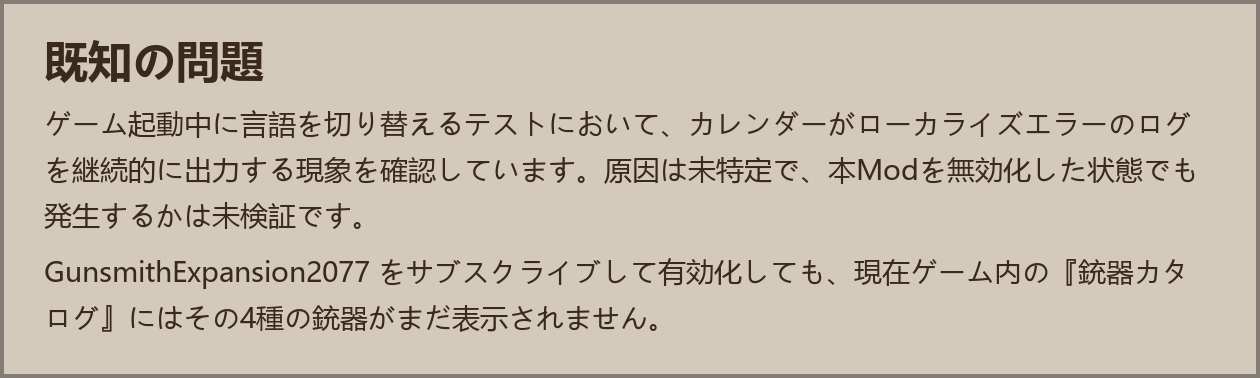 既知の問題
ゲーム起動中に言語を切り替えるテストにおいて、カレンダーがローカライズエラーのログ
を継続的に出力する現象を確認しています。原因は未特定で、本Modを無効化した状態でも
発生するかは未検証です。
GunsmithExpansion2077 をサブスクライブして有効化しても、現在ゲーム内の『銃器カタ
ログ』にはその4種の銃器がまだ表示されません。